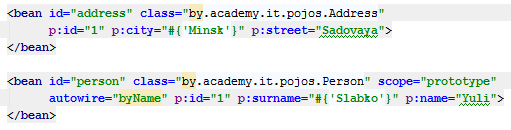 <bean id="address" class="by.academy.it.pojos.Address"
p:id="1" p:city="#{'Minsk'}" p:street="Sadovaya">
</bean>
<bean id="person" class="by.academy.it.pojos.Person" scope="prototype"
autowire="byName" p:id="1" p:surname="#{'Slabko'}" p:name="Yuli">
</bean>